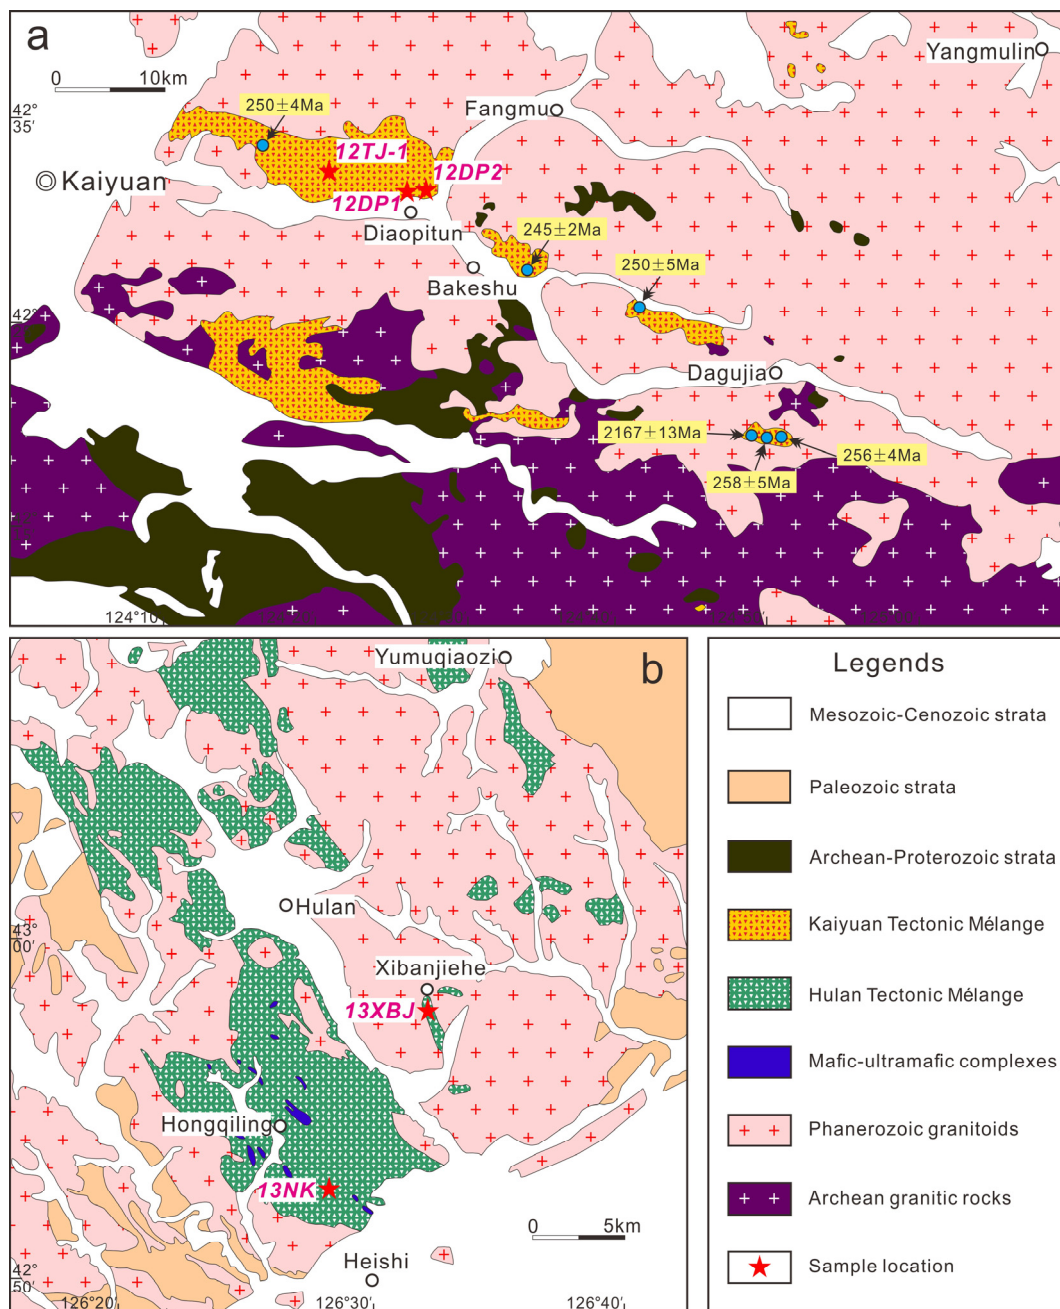 a
Yangmulin
0 10km
42°
35′
250±4Ma
Fangmu
12TJ-1
12DP2
Kaiyuan
12DP1
Diaopitun
245±2Ma
250±5Ma
Bakeshu
42°
Dagujia
2167±13Ma
256±4Ma
258±5Ma
124°10′
b
Yumuqiaozi
Hulan
43°
00′
Xibanjiehe
13XBJ
Hongqiling
13NK
0 5km
Heishi
42°
50′
126°20′
126°30′
126°40′
Legends
Mesozoic-Cenozoic strata
Paleozoic strata
Archean-Proterozoic strata
Kaiyuan Tectonic Mélange
Hulan Tectonic Mélange
Mafic-ultramafic complexes
Phanerozoic granitoids
Archean granitic rocks
Sample location